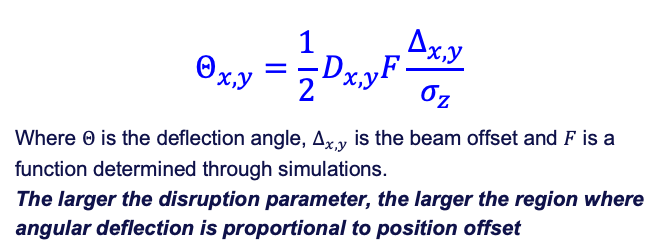 Θx,y = 1/2 Dx,y F Δx,y/σz
Where Θ is the deflection angle, Δx,y is the beam offset and F is a
function determined through simulations.
The larger the disruption parameter, the larger the region where
angular deflection is proportional to position offset